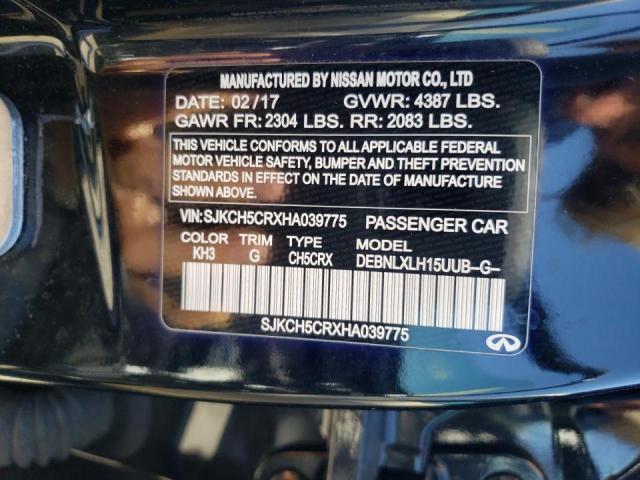 MANUFACTURED BY NISSAN MOTOR CO., LTD
DATE: 02/17 GVWR: 4387 LBS.
GAWR FR: 2304 LBS. RR: 2083 LBS.
THIS VEHICLE CONFORMS TO ALL APPLICABLE FEDERAL
MOTOR VEHICLE SAFETY, BUMPER AND THEFT PREVENTION
STANDARDS IN EFFECT ON THE DATE OF MANUFACTURE
SHOWN ABOVE.
VIN:SJKCH5CRXHA039775 PASSENGER CAR
COLOR TRIM TYPE MODEL
KH3 G CH5CRX DEBNLXLH15UUB-G-
SJKCH5CRXHA039775